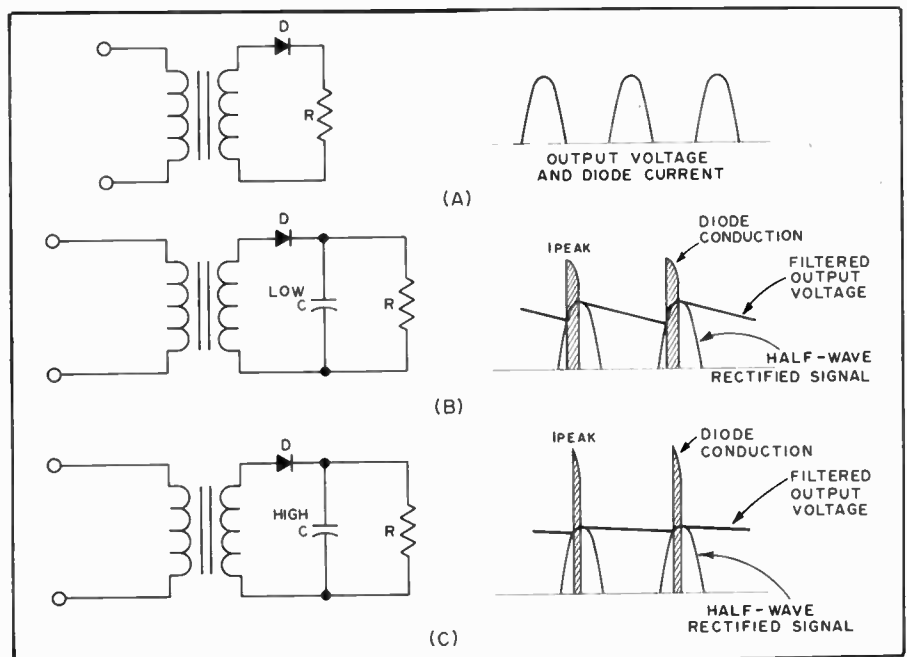 D
R
OUTPUT VOLTAGE
AND DIODE CURRENT
(A)
D
LOW
C
R
IPEAK
DIODE
CONDUCTION
FILTERED
OUTPUT
VOLTAGE
HALF-WAVE
RECTIFIED SIGNAL
(B)
D
HIGH
C
R
IPEAK
DIODE
CONDUCTION
FILTERED
OUTPUT
VOLTAGE
HALF-WAVE
RECTIFIED SIGNAL
(C)